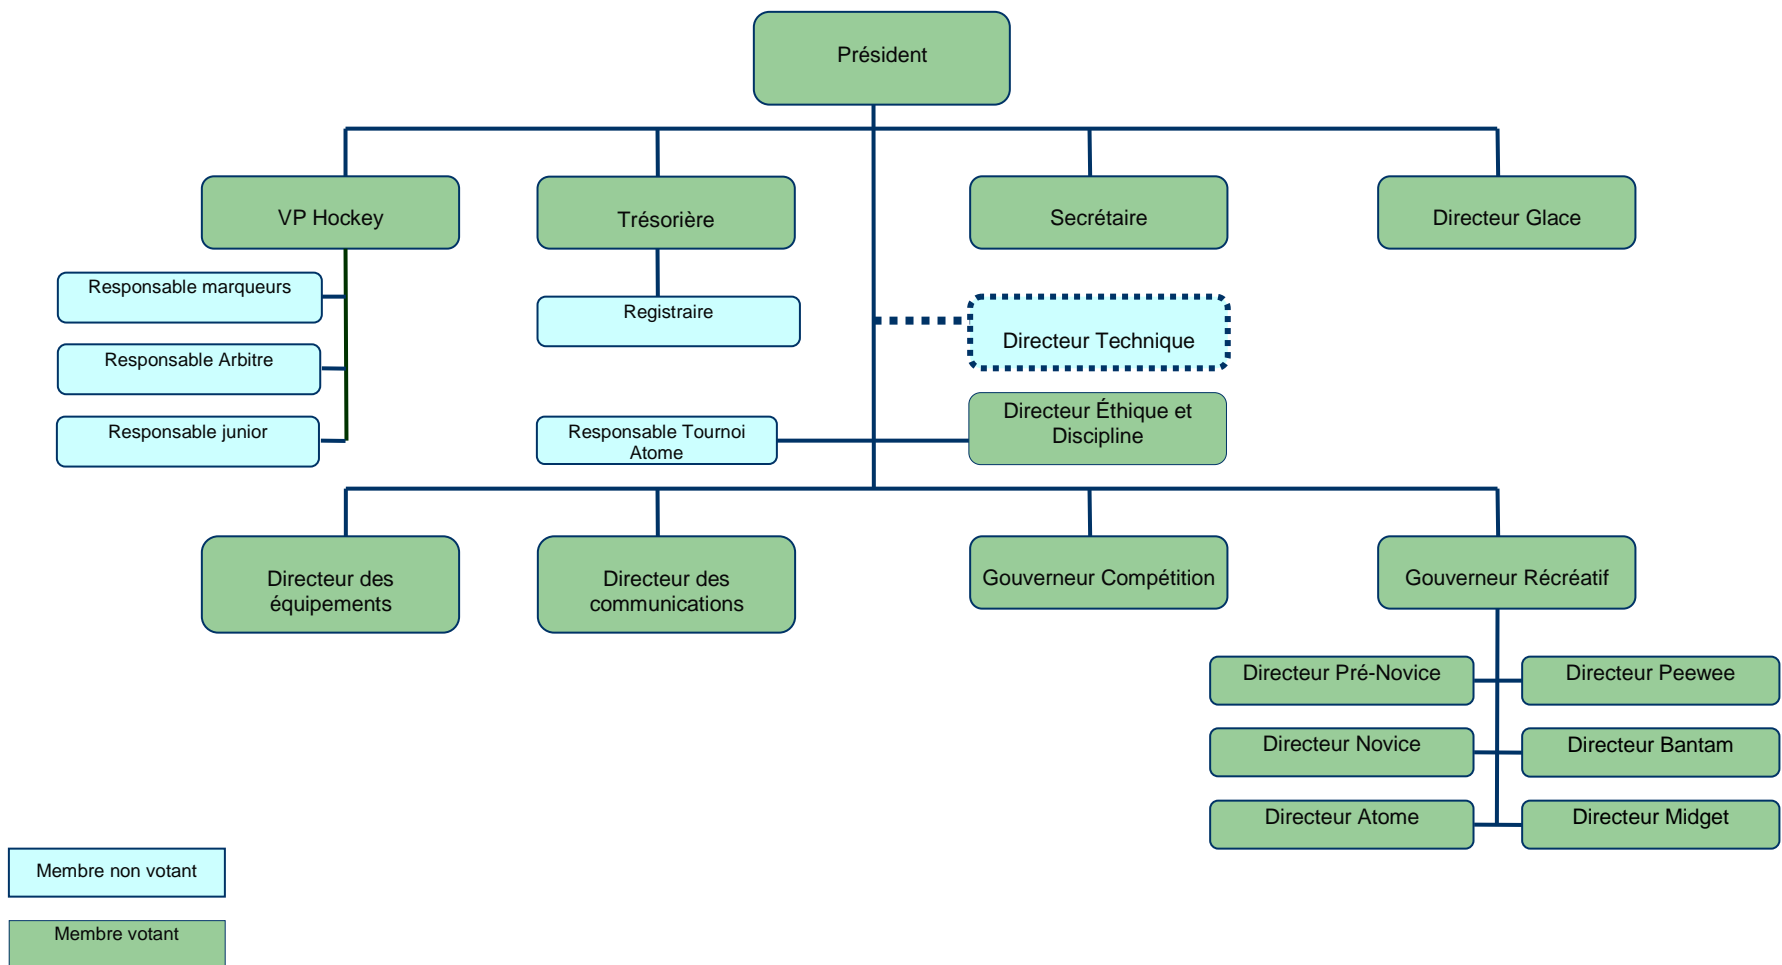 Président
VP Hockey
Trésorière
Secrétaire
Directeur Glace
Responsable marqueurs
Registraire
Directeur Technique
Responsable Arbitre
Directeur Éthique et
Discipline
Responsable junior
Responsable Tournoi
Atome
Directeur des
équipements
Directeur des
communications
Gouverneur Compétition
Gouverneur Récréatif
Directeur Pré-Novice
Directeur Peewee
Directeur Novice
Directeur Bantam
Directeur Atome
Directeur Midget
Membre non votant
Membre votant